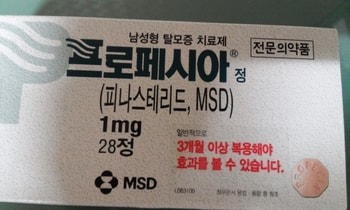 남성형 탈모증 치료제
전문의약품
프로페시아® 정
(피나스테리드, MSD)
1mg
28정
일반적으로
3개월 이상 복용해야
효과를 볼 수 있습니다.
MSD